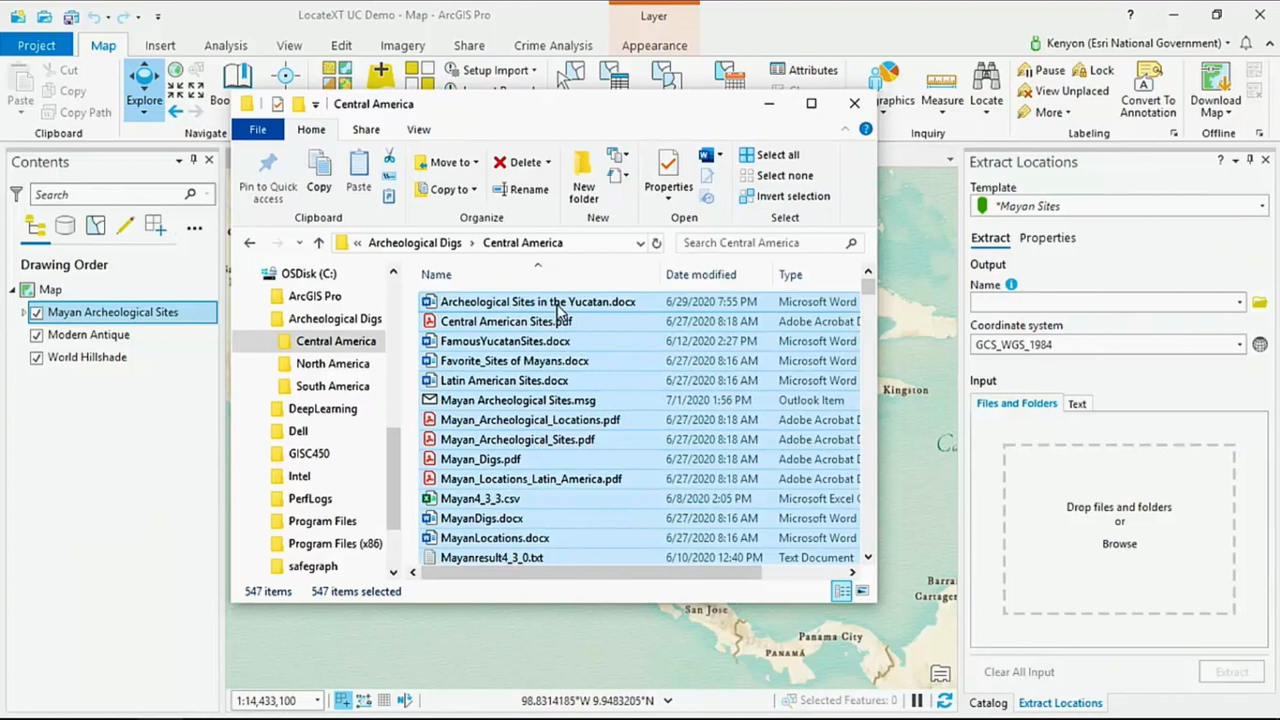 LocateXT UC Demo - Map - ArcGIS Pro
Layer
?
Project
Map
Insert
Analysis
View
Edit
Imagery
Share
Crime Analysis
Appearance
Kenyon (Esri National Government)
Paste
Cut
Copy
Copy Path
Clipboard
Explore
Navigate
Setup Import
Attributes
Measure
Locate
Inquiry
Pause
Lock
View Unplaced
More
Convert To
Annotation
Labeling
Download
Map
Offline
Contents
Search
Drawing Order
Map
Mayan Archeological Sites
Modern Antique
World Hillshade
Central America
File
Home
Share
View
Pin to Quick
access
Copy
Paste
Clipboard
Move to
Copy to
Delete
Rename
Organize
New
folder
New
Properties
Open
Select all
Select none
Invert selection
Select
« Archeological Digs > Central America
Search Central America
OSDisk (C:)
ArcGIS Pro
Archeological Digs
Central America
North America
South America
DeepLearning
Dell
GISC450
Intel
PerfLogs
Program Files
Program Files (x86)
safegraph
Name Date modified Type
Archeological Sites in the Yucatan.docx 6/29/2020 7:55 PM Microsoft Word
Central American Sites.pdf 6/27/2020 8:18 AM Adobe Acrobat D
FamousYucatanSites.docx 6/12/2020 2:27 PM Microsoft Word
Favorite_Sites of Mayans.docx 6/27/2020 8:16 AM Microsoft Word
Latin American Sites.docx 6/27/2020 8:16 AM Microsoft Word
Mayan Archeological Sites.msg 7/1/2020 1:56 PM Outlook Item
Mayan_Archeological_Locations.pdf 6/27/2020 8:18 AM Adobe Acrobat D
Mayan_Archeological_Sites.pdf 6/27/2020 8:18 AM Adobe Acrobat D
Mayan_Digs.pdf 6/27/2020 8:18 AM Adobe Acrobat D
Mayan_Locations_Latin_America.pdf 6/27/2020 8:18 AM Adobe Acrobat D
Mayan4_3_3.csv 6/8/2020 2:05 PM Microsoft Excel C
MayanDigs.docx 6/27/2020 8:16 AM Microsoft Word
MayanLocations.docx 6/27/2020 8:16 AM Microsoft Word
Mayanresult4_3_0.txt 6/10/2020 12:40 PM Text Document
547 items 547 items selected
Kingston
San Jose
Panama City
PANAMÁ
1:14,433,100
98.8314185°W 9.9483205°N
Selected Features: 0
Extract Locations
?
Template
*Mayan Sites
Extract
Properties
Output
Name
Coordinate system
GCS_WGS_1984
Input
Files and Folders
Text
Drop files and folders
or
Browse
Clear All Input
Extract
Catalog
Extract Locations